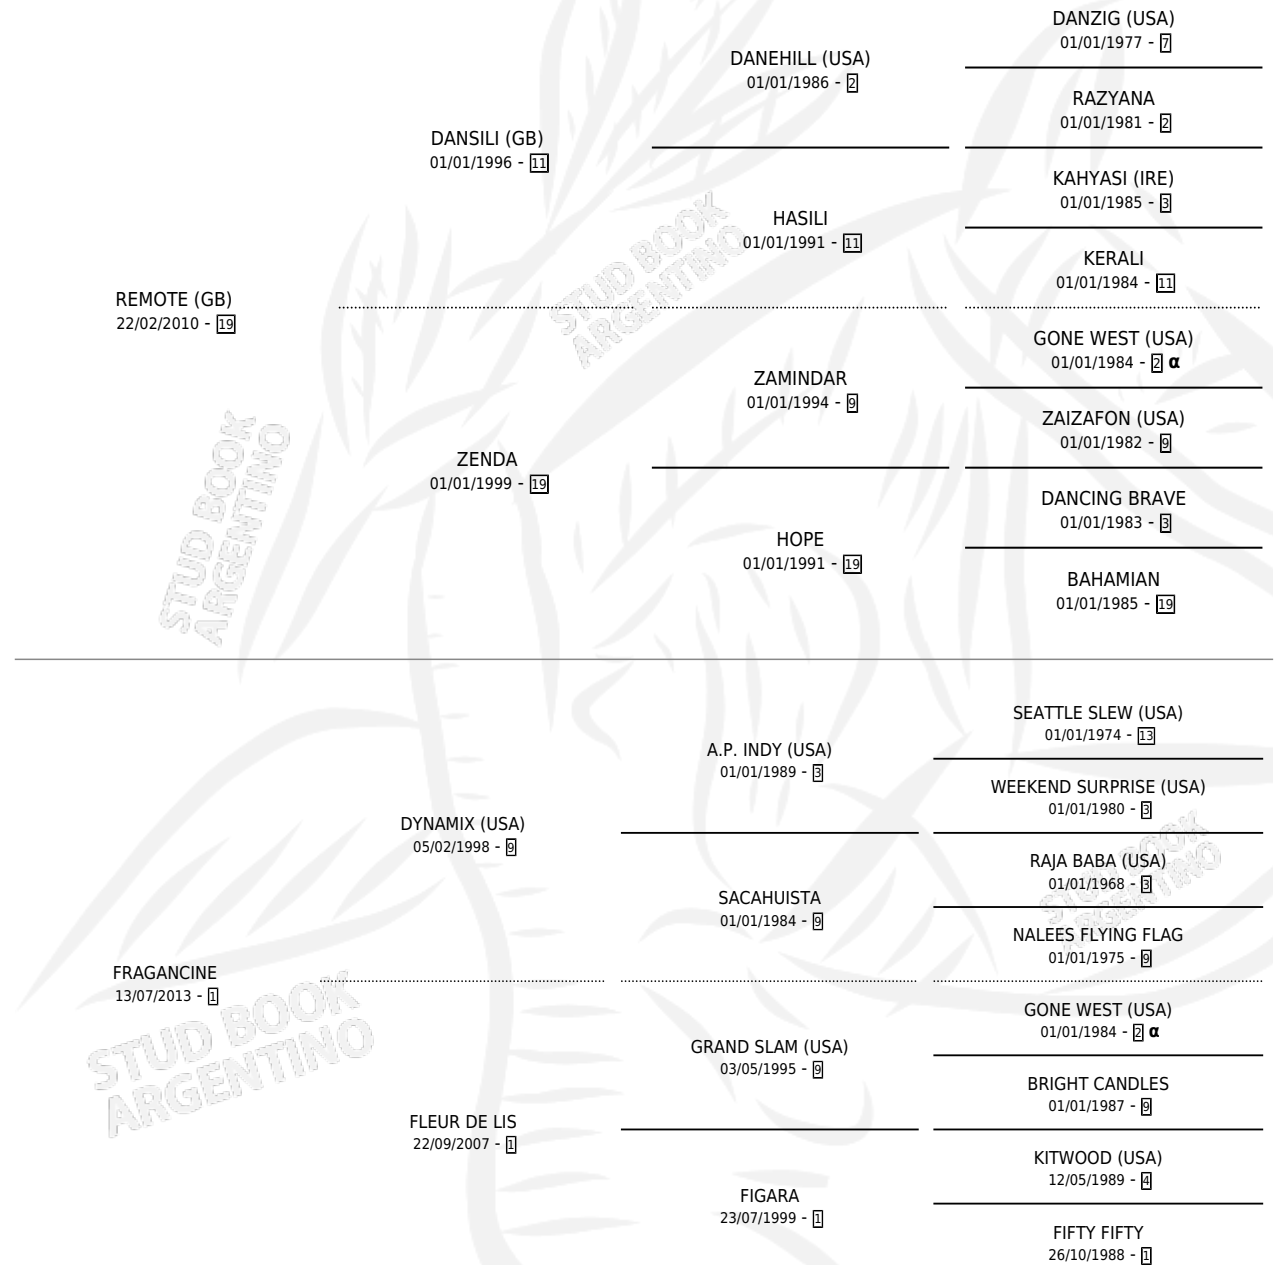 DANZIG (USA)
01/01/1977 - 7
DANEHILL (USA)
01/01/1986 - 2
RAZYANA
01/01/1981 - 2
DANSILI (GB)
01/01/1996 - 11
KAHYASI (IRE)
01/01/1985 - 3
HASILI
01/01/1991 - 11
KERALI
01/01/1984 - 11
REMOTE (GB)
22/02/2010 - 19
GONE WEST (USA)
01/01/1984 - 2 α
ZAMINDAR
01/01/1994 - 9
ZAIZAFON (USA)
01/01/1982 - 9
ZENDA
01/01/1999 - 19
DANCING BRAVE
01/01/1983 - 3
HOPE
01/01/1991 - 19
BAHAMIAN
01/01/1985 - 19
SEATTLE SLEW (USA)
01/01/1974 - 13
A.P. INDY (USA)
01/01/1989 - 3
WEEKEND SURPRISE (USA)
01/01/1980 - 3
DYNAMIX (USA)
05/02/1998 - 9
RAJA BABA (USA)
01/01/1968 - 3
SACAHUISTA
01/01/1984 - 9
NALEES FLYING FLAG
01/01/1975 - 9
FRAGANCINE
13/07/2013 - 1
GONE WEST (USA)
01/01/1984 - 2 α
GRAND SLAM (USA)
03/05/1995 - 9
BRIGHT CANDLES
01/01/1987 - 9
FLEUR DE LIS
22/09/2007 - 1
KITWOOD (USA)
12/05/1989 - 4
FIGARA
23/07/1999 - 1
FIFTY FIFTY
26/10/1988 - 1
STUD BOOK
ARGENTINO
STUD BOOK
ARGENTINO
STUD BOOK
ARGENTINO
STUD BOOK
ARGENTINO